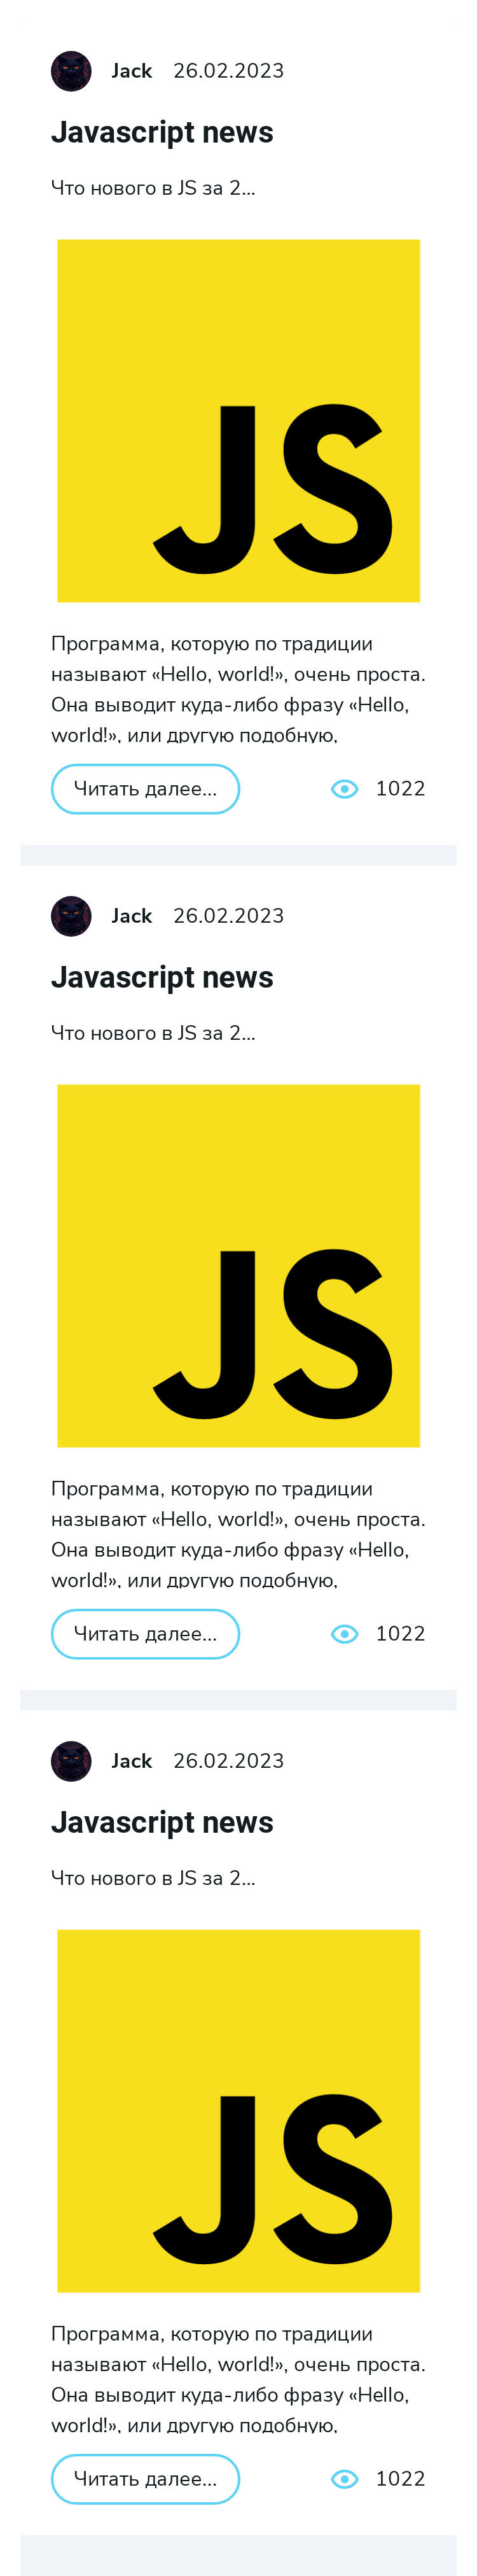 Jack 26.02.2023
Javascript news
Что нового в JS за 2...
JS
Программа, которую по традиции
называют «Hello, world!», очень проста.
Она выводит куда-либо фразу «Hello,
world!», или другую подобную,
Читать далее... 1022
Jack 26.02.2023
Javascript news
Что нового в JS за 2...
JS
Программа, которую по традиции
называют «Hello, world!», очень проста.
Она выводит куда-либо фразу «Hello,
world!», или другую подобную,
Читать далее... 1022
Jack 26.02.2023
Javascript news
Что нового в JS за 2...
JS
Программа, которую по традиции
называют «Hello, world!», очень проста.
Она выводит куда-либо фразу «Hello,
world!», или другую подобную,
Читать далее... 1022